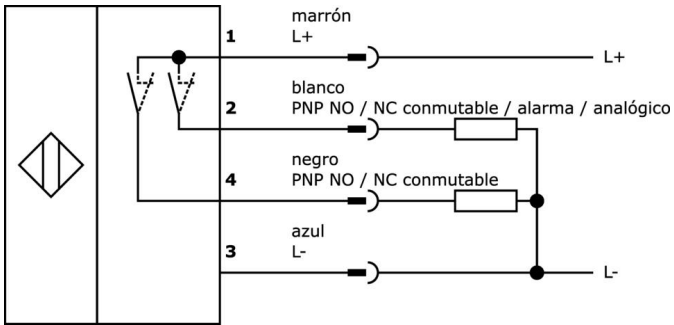 marrón
1 L+ L+
blanco
2 PNP NO / NC conmutable / alarma / analógico
negro
4 PNP NO / NC conmutable
azul
3 L- L-